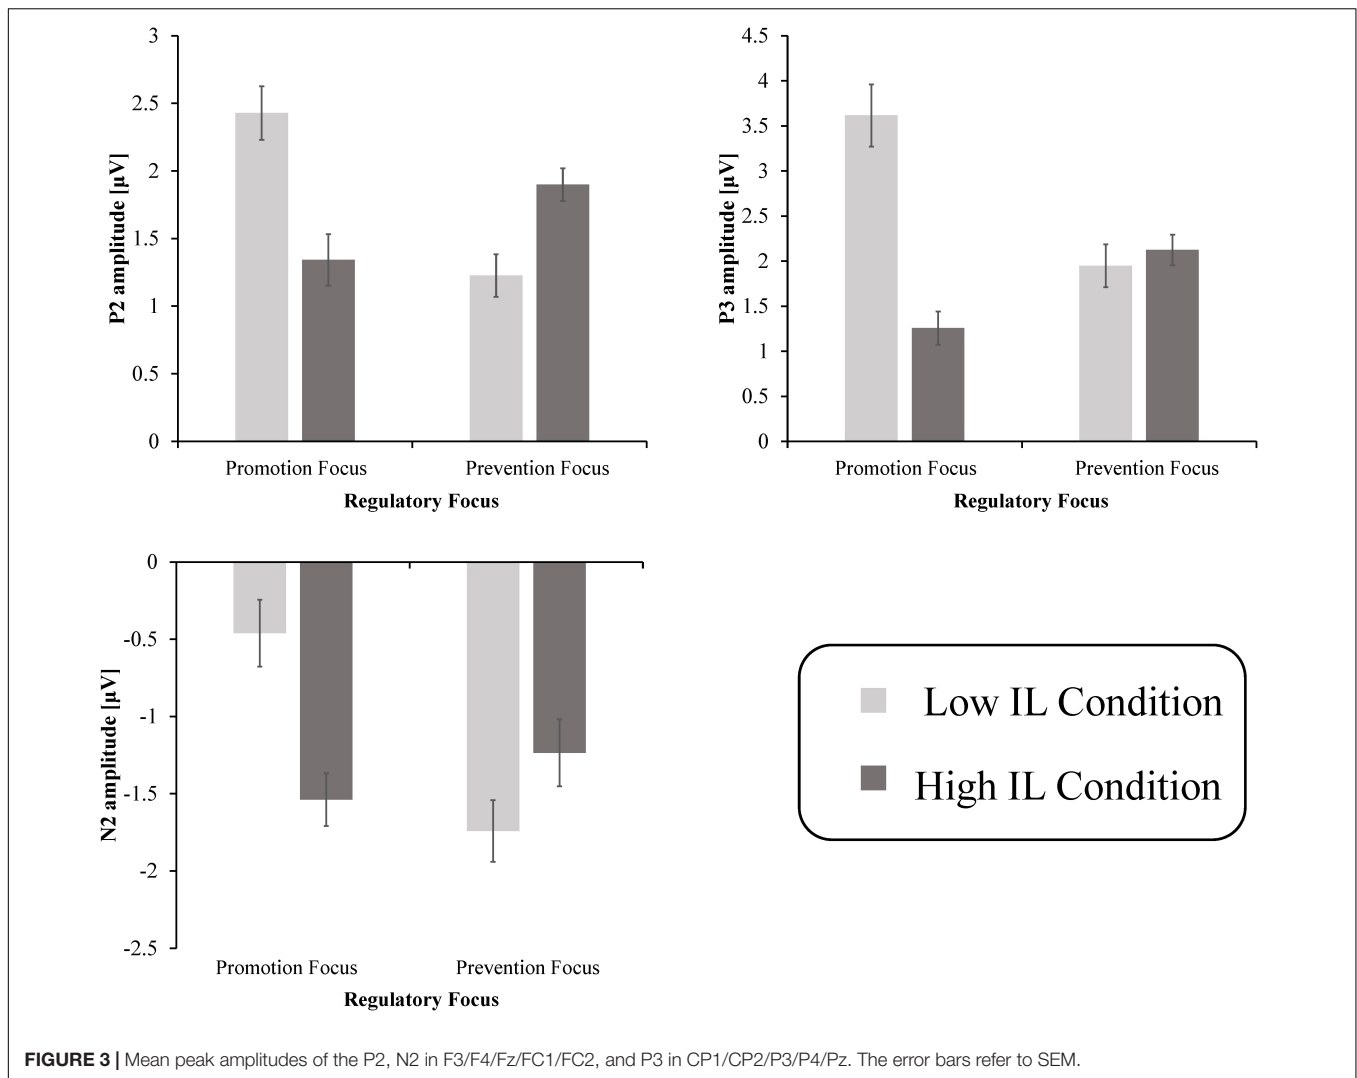 3
2.5
2
1.5
1
0.5
0
P2 amplitude [µV]
Promotion Focus Prevention Focus
Regulatory Focus
4.5
4
3.5
3
2.5
2
1.5
1
0.5
0
P3 amplitude [µV]
Promotion Focus Prevention Focus
Regulatory Focus
0
-0.5
-1
-1.5
-2
-2.5
N2 amplitude [µV]
Promotion Focus Prevention Focus
Regulatory Focus
Low IL Condition
High IL Condition
FIGURE 3 | Mean peak amplitudes of the P2, N2 in F3/F4/Fz/FC1/FC2, and P3 in CP1/CP2/P3/P4/Pz. The error bars refer to SEM.